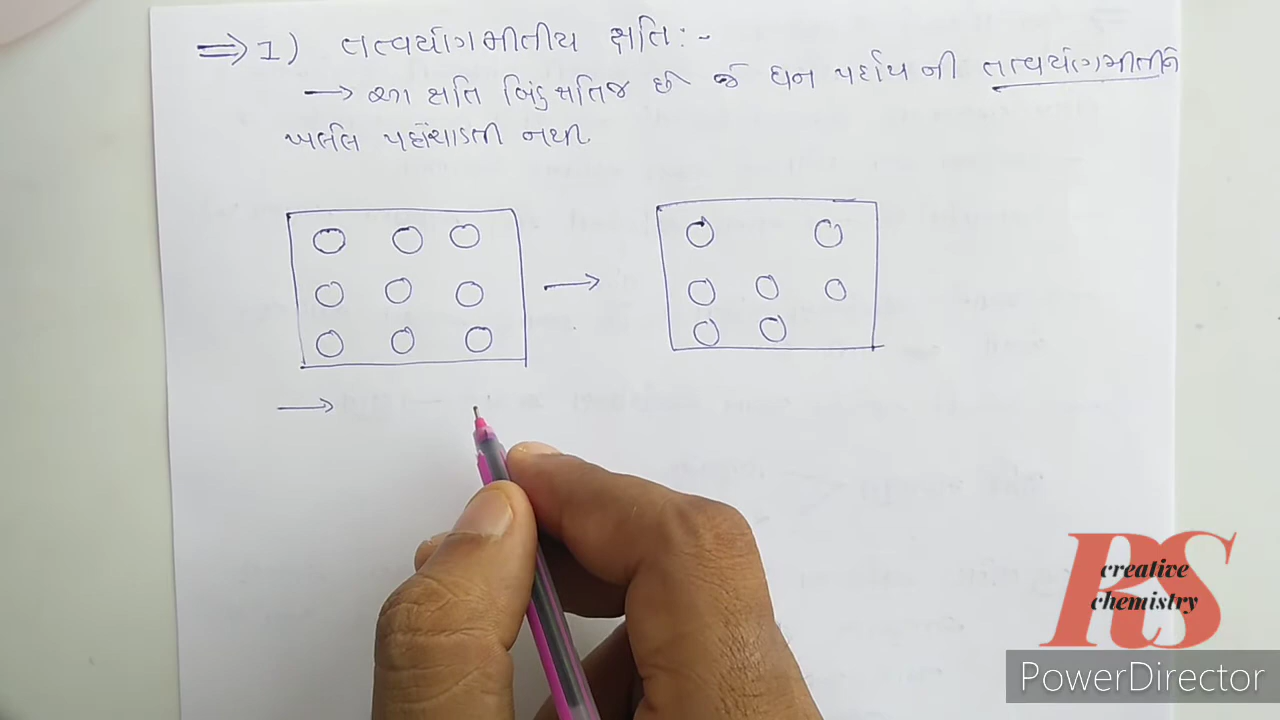 ⇒ 1) તત્વયોગમીતીય ક્ષતિ:-
→ આ ક્ષતિ બિંદુ ક્ષતિજ છે જે ઘન પદાર્થ ની તત્વયોગમીતીને
ખલેલ પહોંચાડતી નથી.
→
→
RS
creative
chemistry
PowerDirector